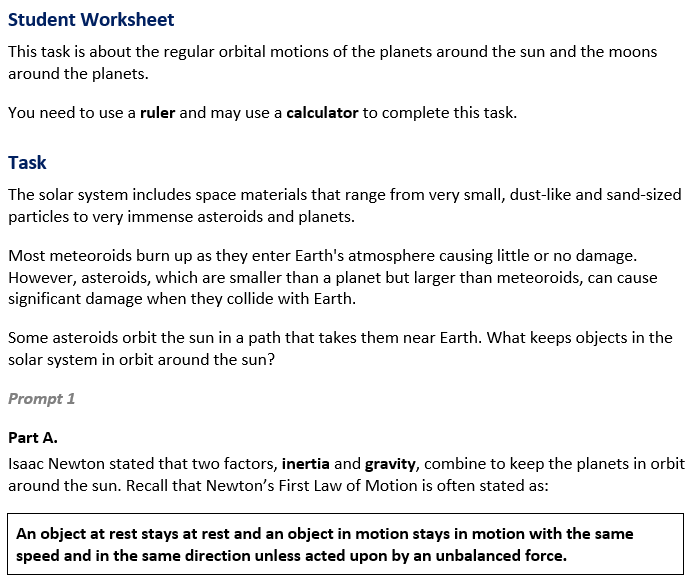 Student Worksheet
This task is about the regular orbital motions of the planets around the sun and the moons
around the planets.
You need to use a ruler and may use a calculator to complete this task.
Task
The solar system includes space materials that range from very small, dust-like and sand-sized
particles to very immense asteroids and planets.
Most meteoroids burn up as they enter Earth's atmosphere causing little or no damage.
However, asteroids, which are smaller than a planet but larger than meteoroids, can cause
significant damage when they collide with Earth.
Some asteroids orbit the sun in a path that takes them near Earth. What keeps objects in the
solar system in orbit around the sun?
Prompt 1
Part A.
Isaac Newton stated that two factors, inertia and gravity, combine to keep the planets in orbit
around the sun. Recall that Newton’s First Law of Motion is often stated as:
An object at rest stays at rest and an object in motion stays in motion with the same
speed and in the same direction unless acted upon by an unbalanced force.